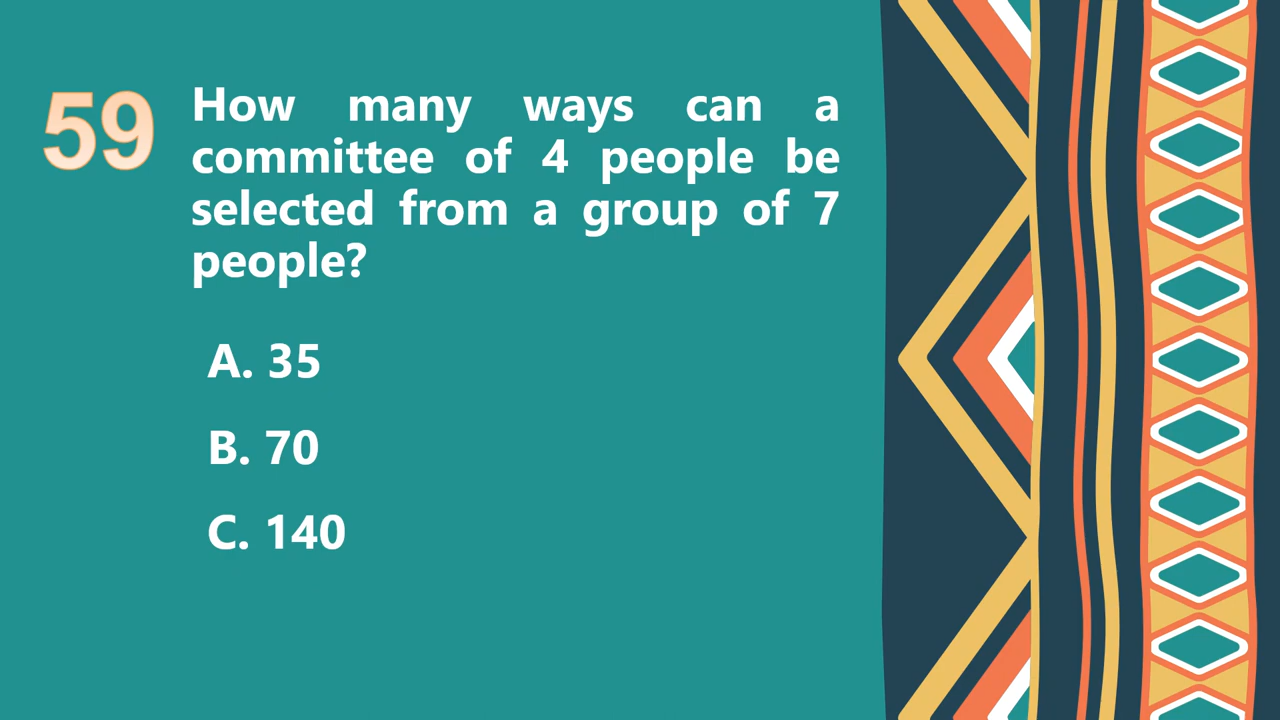 59
How many ways can a
committee of 4 people be
selected from a group of 7
people?
A. 35
B. 70
C. 140